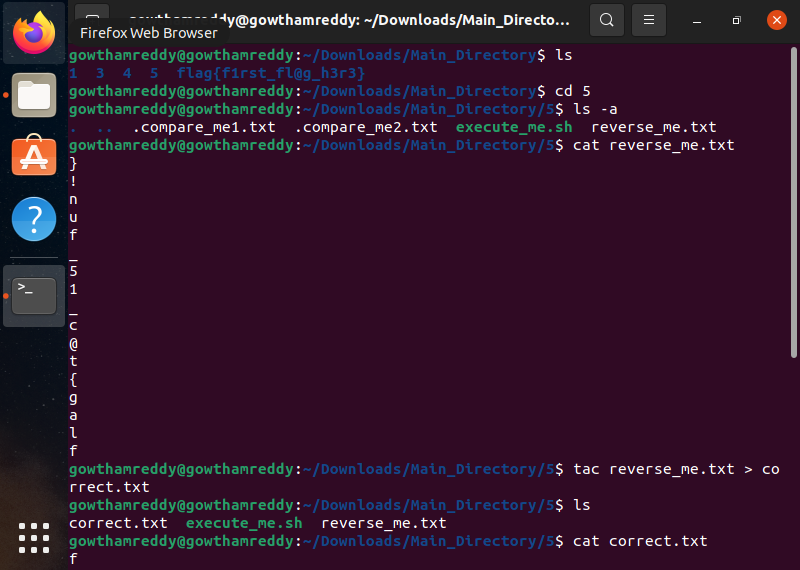 gowthamreddy@gowthamreddy: ~/Downloads/Main_Directo...
Firefox Web Browser
gowthamreddy@gowthamreddy:~/Downloads/Main_Directory$ ls
1  3  4  5  flag{f1rst_fl@g_h3r3}
gowthamreddy@gowthamreddy:~/Downloads/Main_Directory$ cd 5
gowthamreddy@gowthamreddy:~/Downloads/Main_Directory/5$ ls -a
.  ..  .compare_me1.txt  .compare_me2.txt  execute_me.sh  reverse_me.txt
gowthamreddy@gowthamreddy:~/Downloads/Main_Directory/5$ cat reverse_me.txt
}
!
n
u
f
_
5
1
_
c
@
t
{
g
a
l
f
gowthamreddy@gowthamreddy:~/Downloads/Main_Directory/5$ tac reverse_me.txt > co
rrect.txt
gowthamreddy@gowthamreddy:~/Downloads/Main_Directory/5$ ls
correct.txt  execute_me.sh  reverse_me.txt
gowthamreddy@gowthamreddy:~/Downloads/Main_Directory/5$ cat correct.txt
f